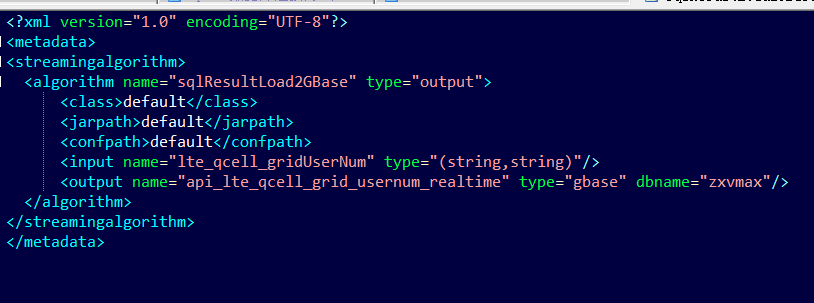 <?xml version="1.0" encoding="UTF-8"?>
<metadata>
<streamingalgorithm>
<algorithm name="sqlResultLoad2GBase" type="output">
<class>default</class>
<jarpath>default</jarpath>
<confpath>default</confpath>
<input name="lte_qcell_gridUserNum" type="(string,string)"/>
<output name="api_lte_qcell_grid_usernum_realtime" type="gbase" dbname="zxvmax"/>
</algorithm>
</streamingalgorithm>
</metadata>